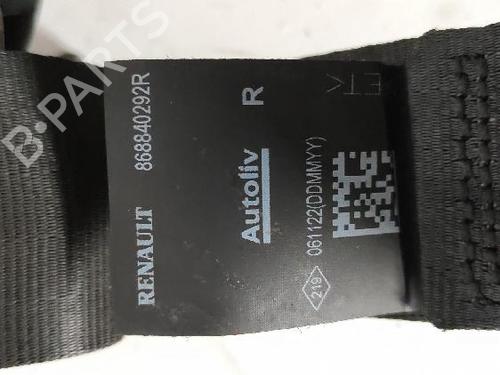 RENAULT 868840292R
Autoliv R
219 061122(DDMMYY)
B-PARTS